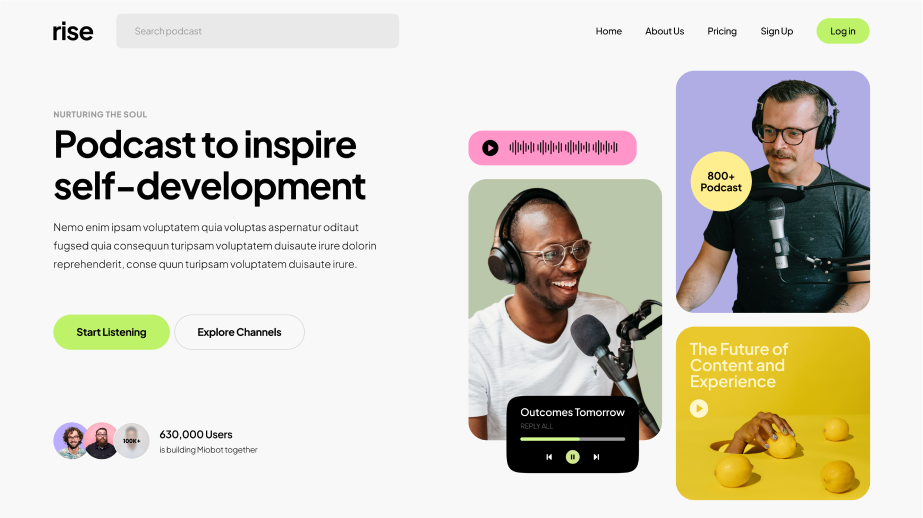 rise
Search podcast
Home
About Us
Pricing
Sign Up
Log in
NURTURING THE SOUL
Podcast to inspire
self-development
Nemo enim ipsam voluptatem quia voluptas aspernatur oditaut
fugsed quia consequun turipsam voluptatem duisaute irure dolorin
reprehenderit, conse quun turipsam voluptatem duisaute irure.
Start Listening
Explore Channels
100K+
630,000 Users
is building Miobot together
Outcomes Tomorrow
REPLY ALL
800+
Podcast
The Future of
Content and
Experience